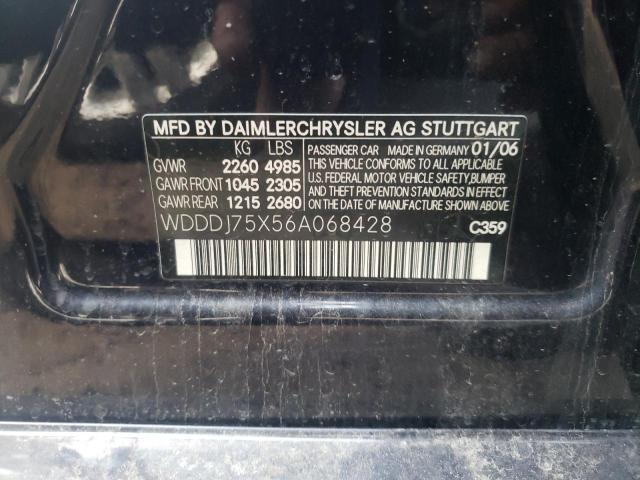 MFD BY DAIMLERCHRYSLER AG STUTTGART
KG LBS
GVWR 2260 4985
GAWR FRONT 1045 2305
GAWR REAR 1215 2680
PASSENGER CAR MADE IN GERMANY 01/06
THIS VEHICLE CONFORMS TO ALL APPLICABLE
U.S. FEDERAL MOTOR VEHICLE SAFETY, BUMPER
AND THEFT PREVENTION STANDARDS IN EFFECT
ON THE DATE OF MANUFACTURE SHOWN ABOVE.
WDDDJ75X56A068428
C359